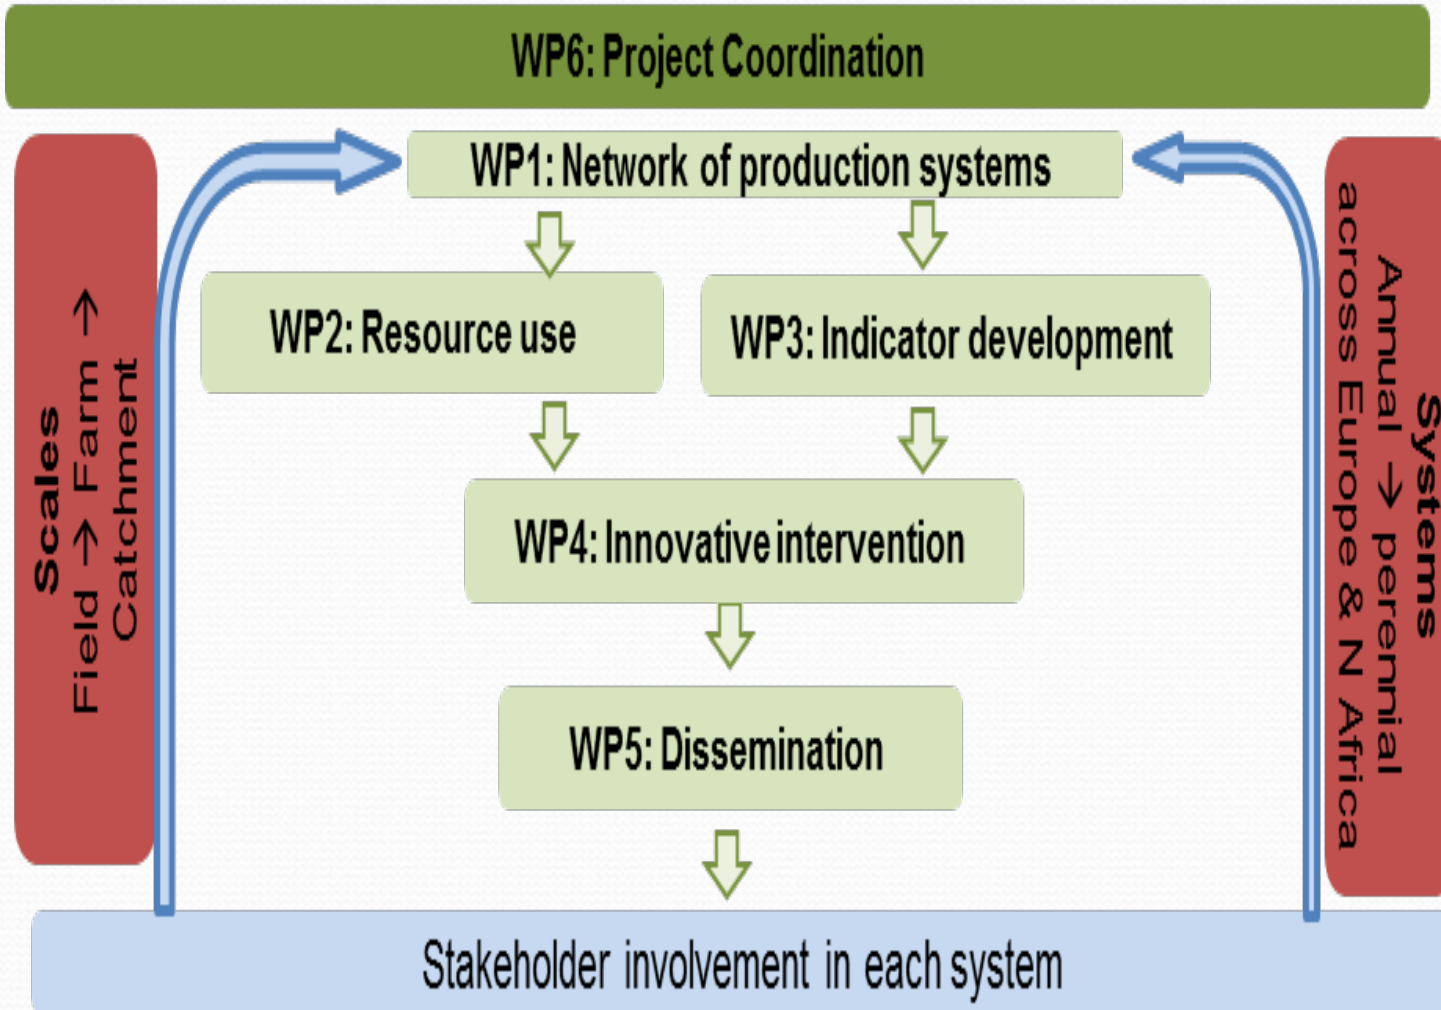 WP6: Project Coordination
WP1: Network of production systems
WP2: Resource use
WP3: Indicator development
WP4: Innovative intervention
WP5: Dissemination
Stakeholder involvement in each system
Scales
Field → Farm →
Catchment
Systems
Annual → perennial
across Europe & N Africa